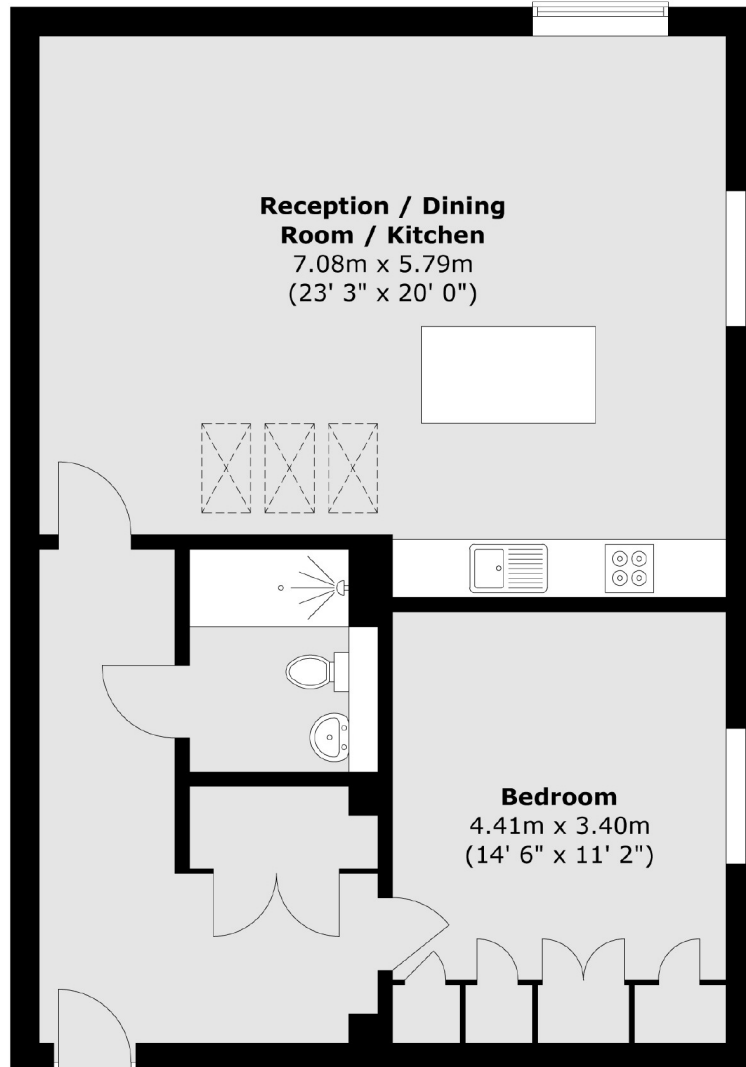 Reception / Dining
Room / Kitchen
7.08m x 5.79m
(23' 3" x 20' 0")
Bedroom
4.41m x 3.40m
(14' 6" x 11' 2")